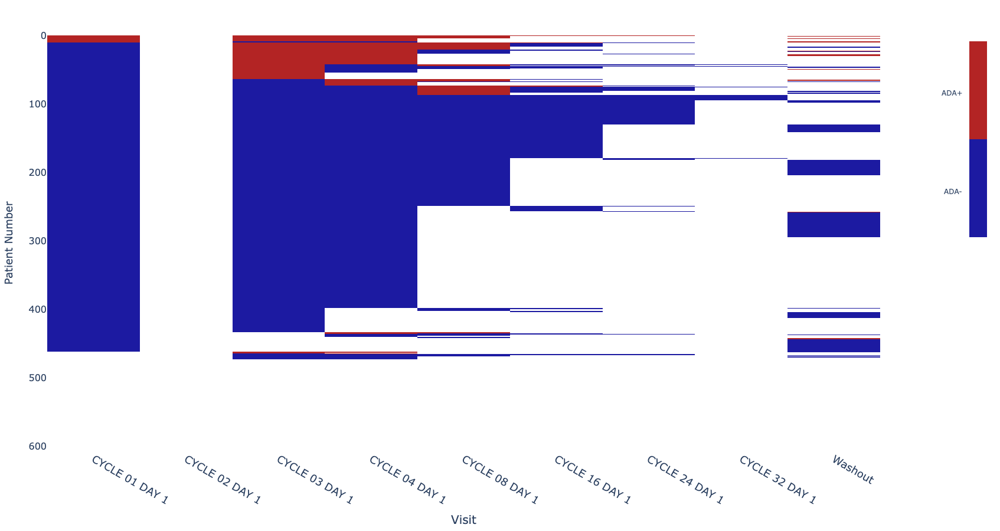 0
100
200
300
400
500
600
Patient Number
CYCLE 01 DAY 1
CYCLE 02 DAY 1
CYCLE 03 DAY 1
CYCLE 04 DAY 1
CYCLE 08 DAY 1
CYCLE 16 DAY 1
CYCLE 24 DAY 1
CYCLE 32 DAY 1
Washout
Visit
ADA+
ADA-